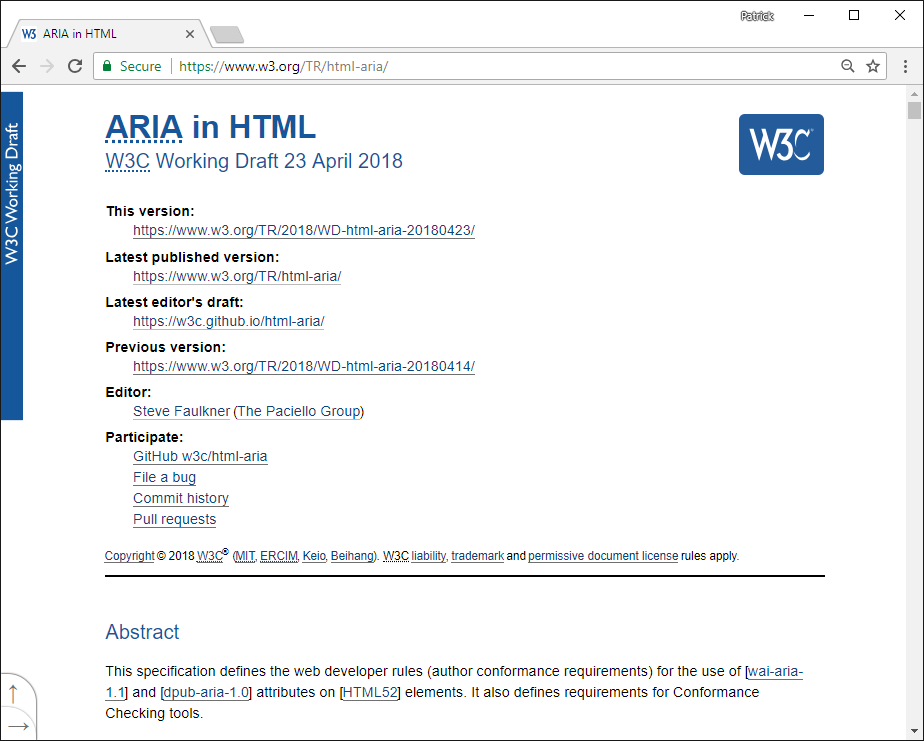 Patrick
W3 ARIA in HTML
Secure https://www.w3.org/TR/html-aria/
W3C Working Draft
ARIA in HTML
W3C
W3C Working Draft 23 April 2018
This version:
https://www.w3.org/TR/2018/WD-html-aria-20180423/
Latest published version:
https://www.w3.org/TR/html-aria/
Latest editor's draft:
https://w3c.github.io/html-aria/
Previous version:
https://www.w3.org/TR/2018/WD-html-aria-20180414/
Editor:
Steve Faulkner (The Paciello Group)
Participate:
GitHub w3c/html-aria
File a bug
Commit history
Pull requests
Copyright © 2018 W3C® (MIT, ERCIM, Keio, Beihang). W3C liability, trademark and permissive document license rules apply.
Abstract
This specification defines the web developer rules (author conformance requirements) for the use of [wai-aria-
1.1] and [dpub-aria-1.0] attributes on [HTML52] elements. It also defines requirements for Conformance
Checking tools.